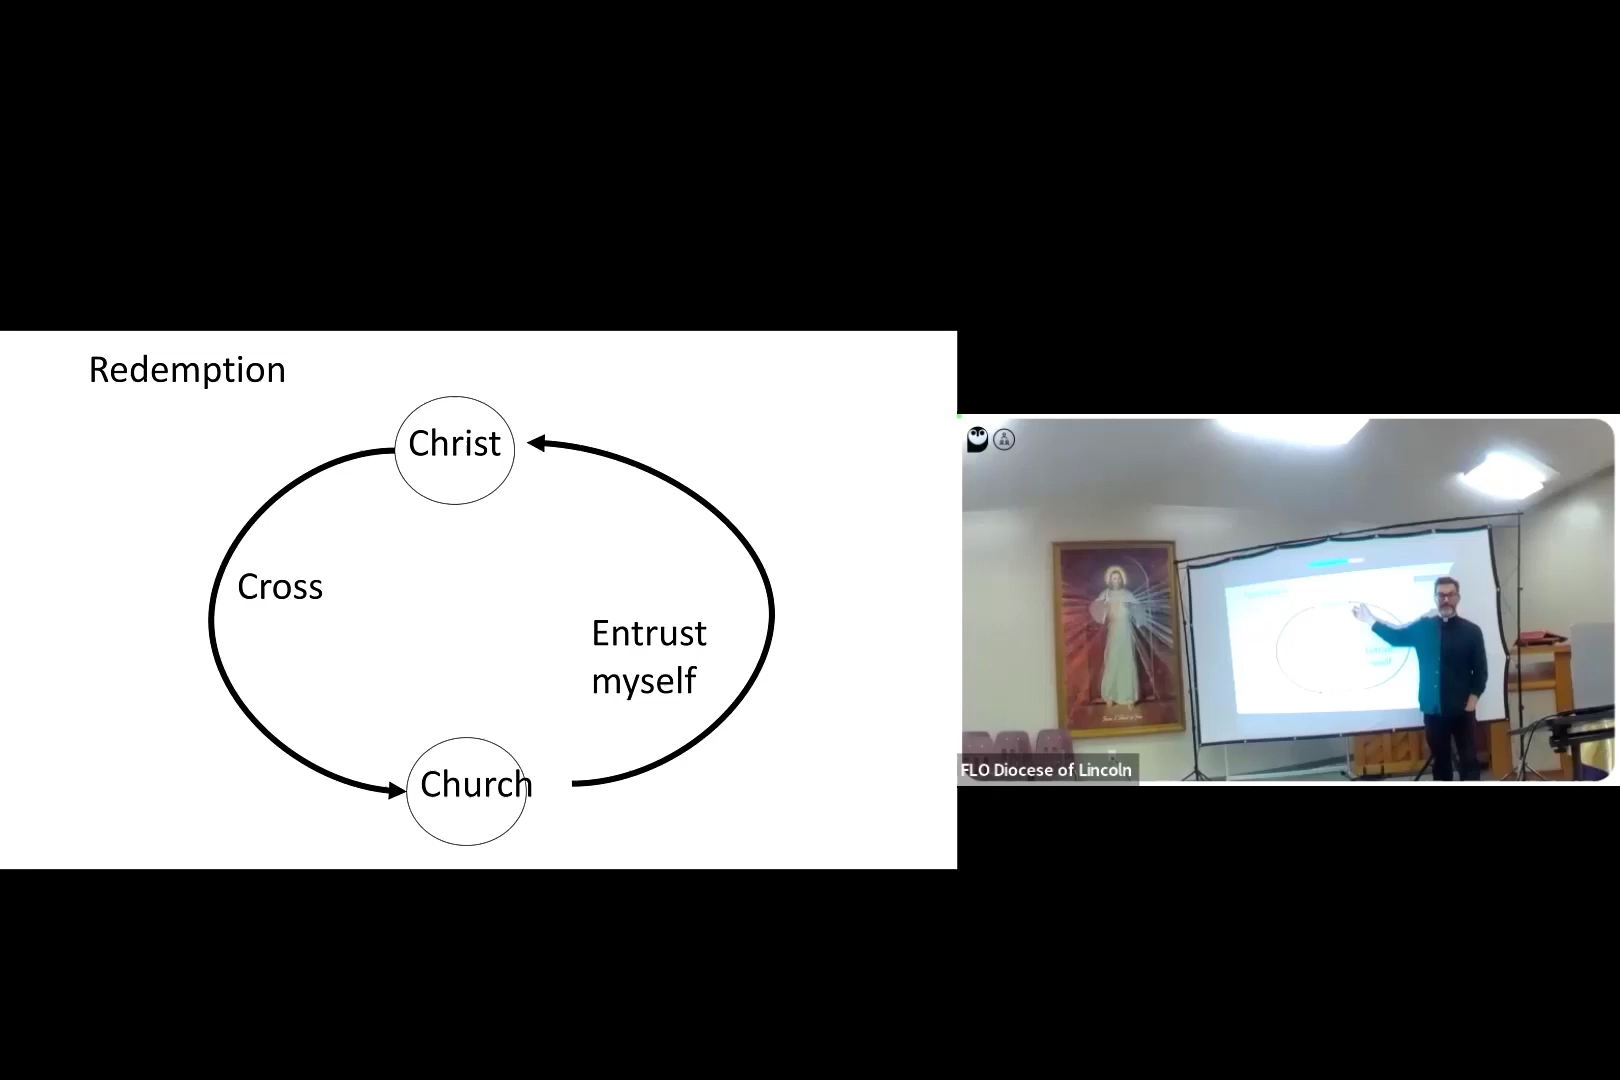 Redemption
Christ
Cross
Entrust
myself
Church
FLO Diocese of Lincoln